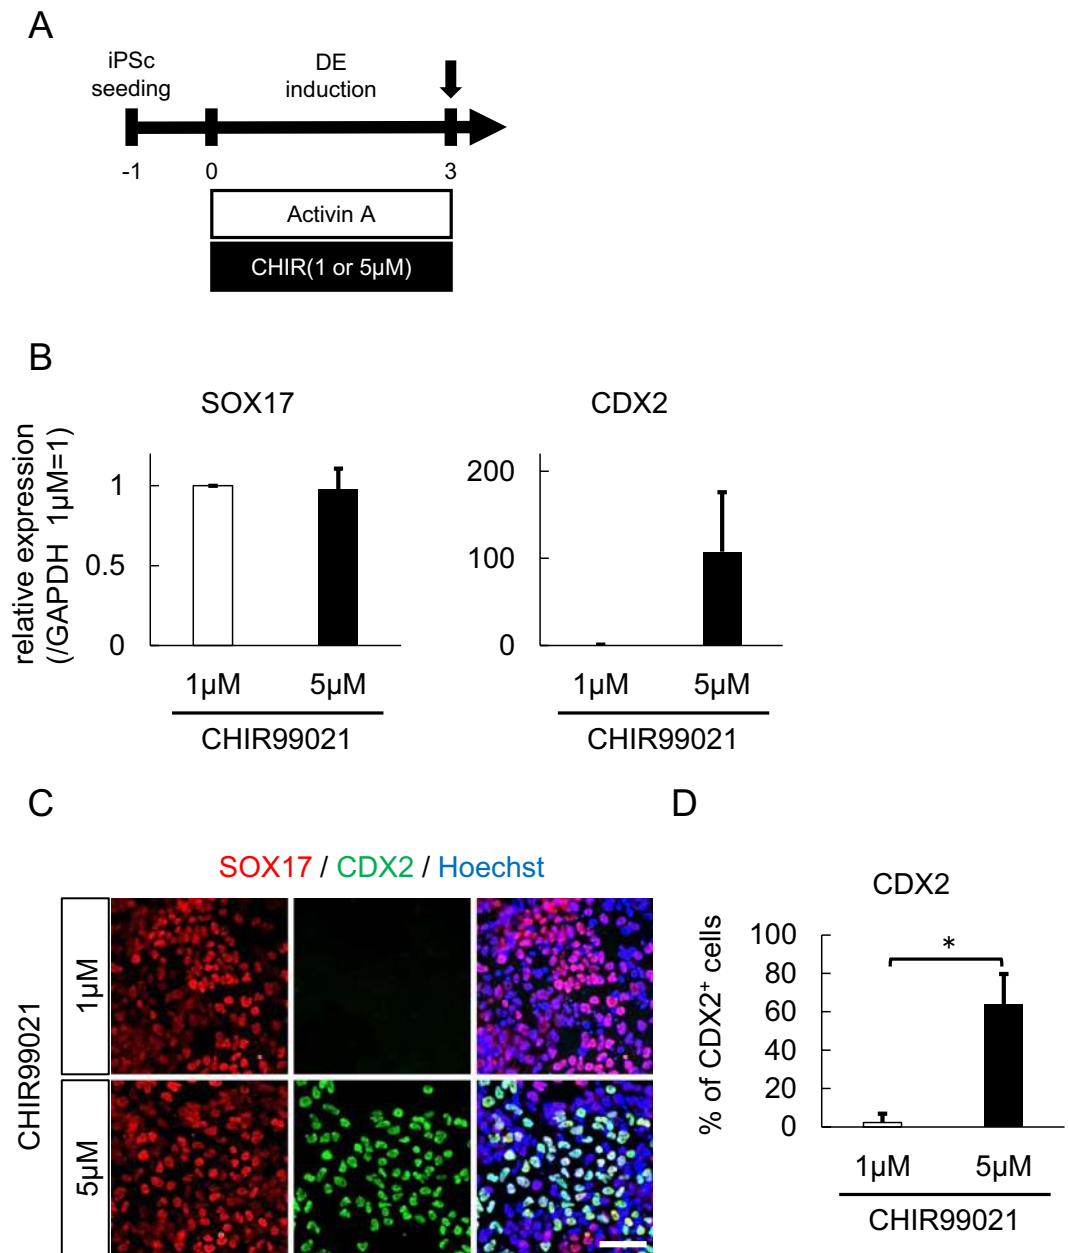 A
iPSc
seeding
DE
induction
-1
0
3
Activin A
CHIR(1 or 5μM)
B
SOX17
CDX2
relative expression
(/GAPDH 1μM=1)
1
0.5
0
200
100
0
1μM
5μM
1μM
5μM
CHIR99021
CHIR99021
C
D
SOX17 / CDX2 / Hoechst
CHIR99021
1μM
5μM
CDX2
% of CDX2⁺ cells
100
80
60
40
20
0
*
1μM
5μM
CHIR99021